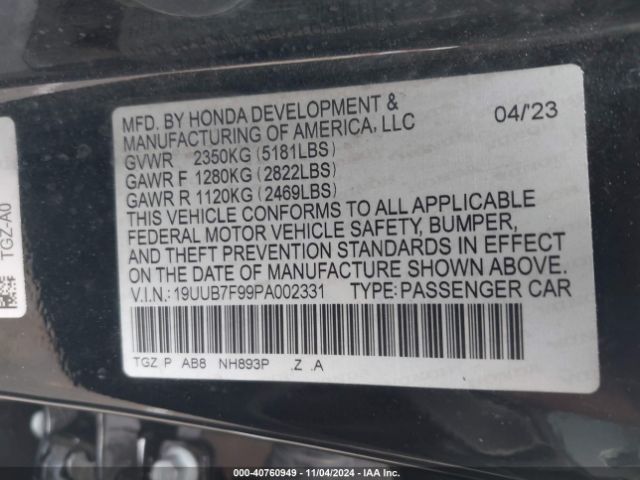 MFD. BY HONDA DEVELOPMENT & 04/'23
MANUFACTURING OF AMERICA, LLC
GVWR 2350KG (5181LBS)
GAWR F 1280KG (2822LBS)
GAWR R 1120KG (2469LBS)
THIS VEHICLE CONFORMS TO ALL APPLICABLE
FEDERAL MOTOR VEHICLE SAFETY, BUMPER,
AND THEFT PREVENTION STANDARDS IN EFFECT
ON THE DATE OF MANUFACTURE SHOWN ABOVE.
V.I.N.:19UUB7F99PA002331 TYPE:PASSENGER CAR
TGZ P AB8 NH893P .Z .A
TGZ-A0
000-40760949 - 11/04/2024 - IAA Inc.